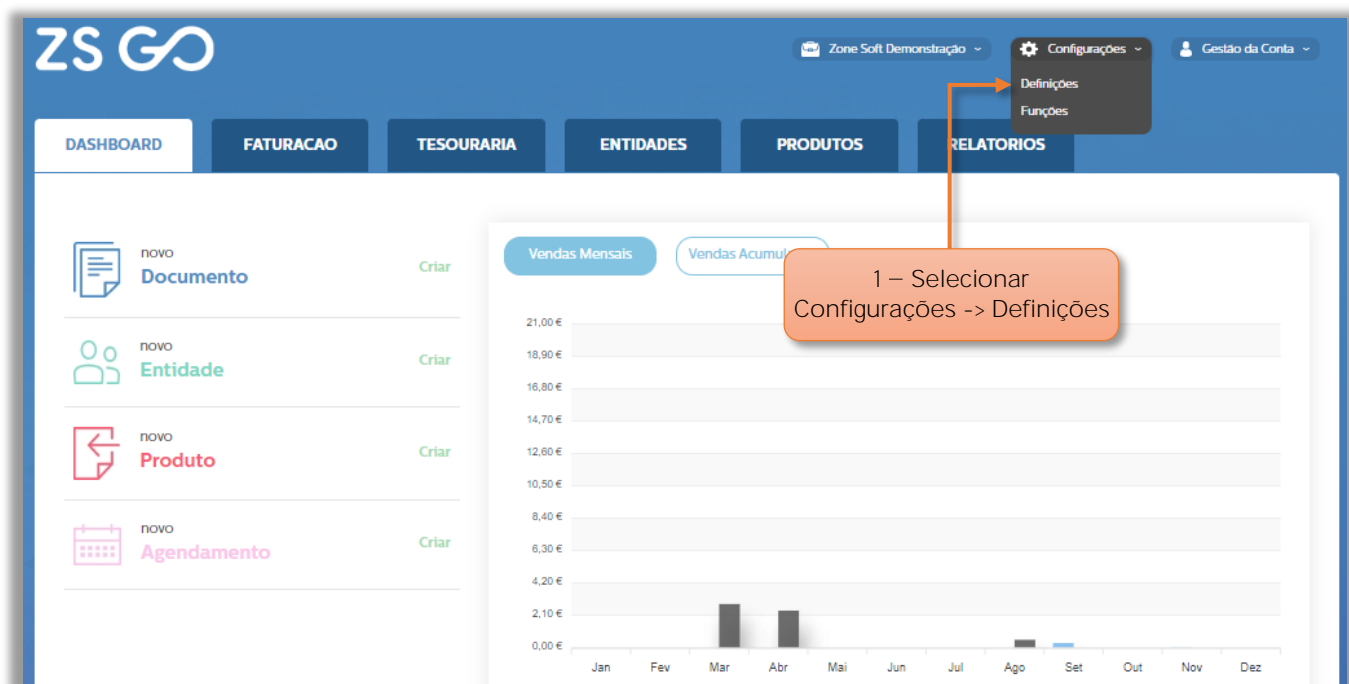 ZS GO
Zone Soft Demonstração
Configurações
Gestão da Conta
Definições
Funções
DASHBOARD
FATURACAO
TESOURARIA
ENTIDADES
PRODUTOS
RELATORIOS
novo
Documento
Criar
novo
Entidade
Criar
novo
Produto
Criar
novo
Agendamento
Criar
Vendas Mensais
Vendas
1 – Selecionar
Configurações -> Definições
21,00 €
18,90 €
16,80 €
14,70 €
12,60 €
10,50 €
8,40 €
6,30 €
4,20 €
2,10 €
0,00 €
Jan Fev Mar Abr Mai Jun Jul Ago Set Out Nov Dez